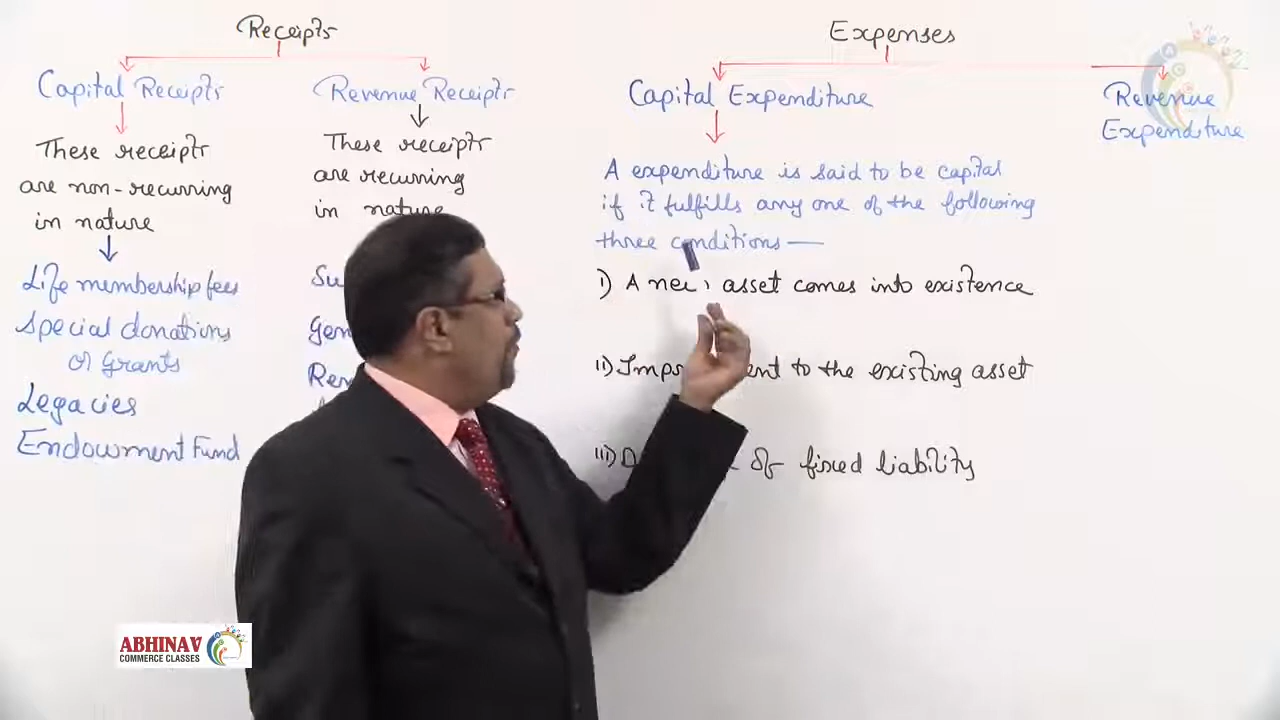 Receipts
Capital Receipts
These receipts
are non-recurring
in nature
Life membership fees
Special donations
or Grants
Legacies
Endowment Fund
Revenue Receipts
These receipts
are recurring
in nature
Expenses
Capital Expenditure
A expenditure is said to be capital
if it fulfills any one of the following
three conditions —
i) A new asset comes into existence
ii) to the existing asset
iii) of fixed liability
Revenue
Expenditure
ABHINAV
COMMERCE CLASSES